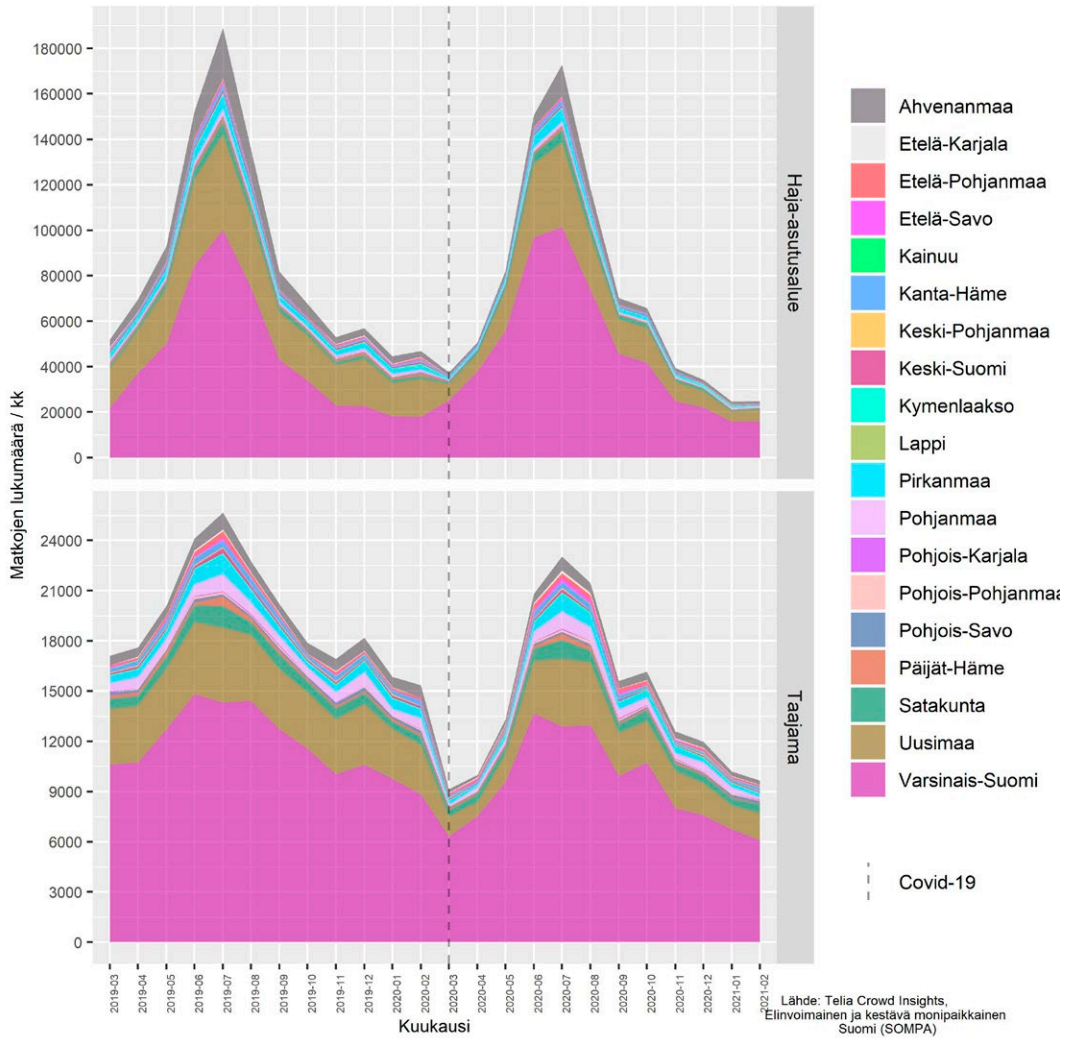 180000
160000
140000
120000
100000
80000
60000
40000
20000
0
Haja-asutusalue
Matkojen lukumäärä / kk
24000
21000
18000
15000
12000
9000
6000
3000
0
Taajama
2019-03
2019-04
2019-05
2019-06
2019-07
2019-08
2019-09
2019-10
2019-11
2019-12
2020-01
2020-02
2020-03
2020-04
2020-05
2020-06
2020-07
2020-08
2020-09
2020-10
2020-11
2020-12
2021-01
2021-02
Kuukausi
Ahvenanmaa
Etelä-Karjala
Etelä-Pohjanmaa
Etelä-Savo
Kainuu
Kanta-Häme
Keski-Pohjanmaa
Keski-Suomi
Kymenlaakso
Lappi
Pirkanmaa
Pohjanmaa
Pohjois-Karjala
Pohjois-Pohjanmaa
Pohjois-Savo
Päijät-Häme
Satakunta
Uusimaa
Varsinais-Suomi
Covid-19
Lähde: Telia Crowd Insights,
Elinvoimainen ja kestävä monipaikkainen
Suomi (SOMPA)